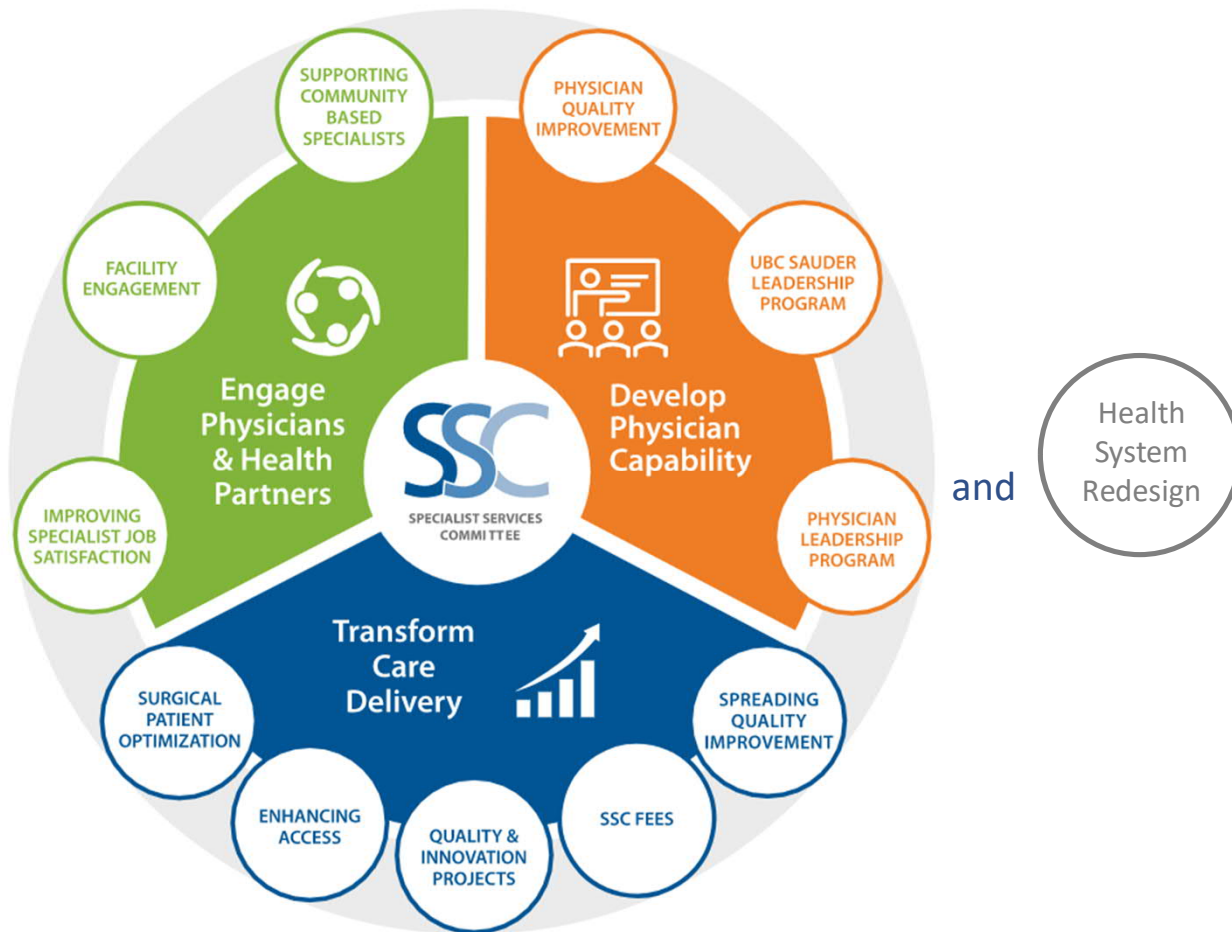 SUPPORTING
COMMUNITY
BASED
SPECIALISTS
PHYSICIAN
QUALITY
IMPROVEMENT
FACILITY
ENGAGEMENT
UBC SAUDER
LEADERSHIP
PROGRAM
Engage
Physicians
& Health
Partners
Develop
Physician
Capability
SSC
SPECIALIST SERVICES
COMMITTEE
IMPROVING
SPECIALIST JOB
SATISFACTION
PHYSICIAN
LEADERSHIP
PROGRAM
and
Health
System
Redesign
Transform
Care
Delivery
SURGICAL
PATIENT
OPTIMIZATION
ENHANCING
ACCESS
QUALITY &
INNOVATION
PROJECTS
SSC FEES
SPREADING
QUALITY
IMPROVEMENT